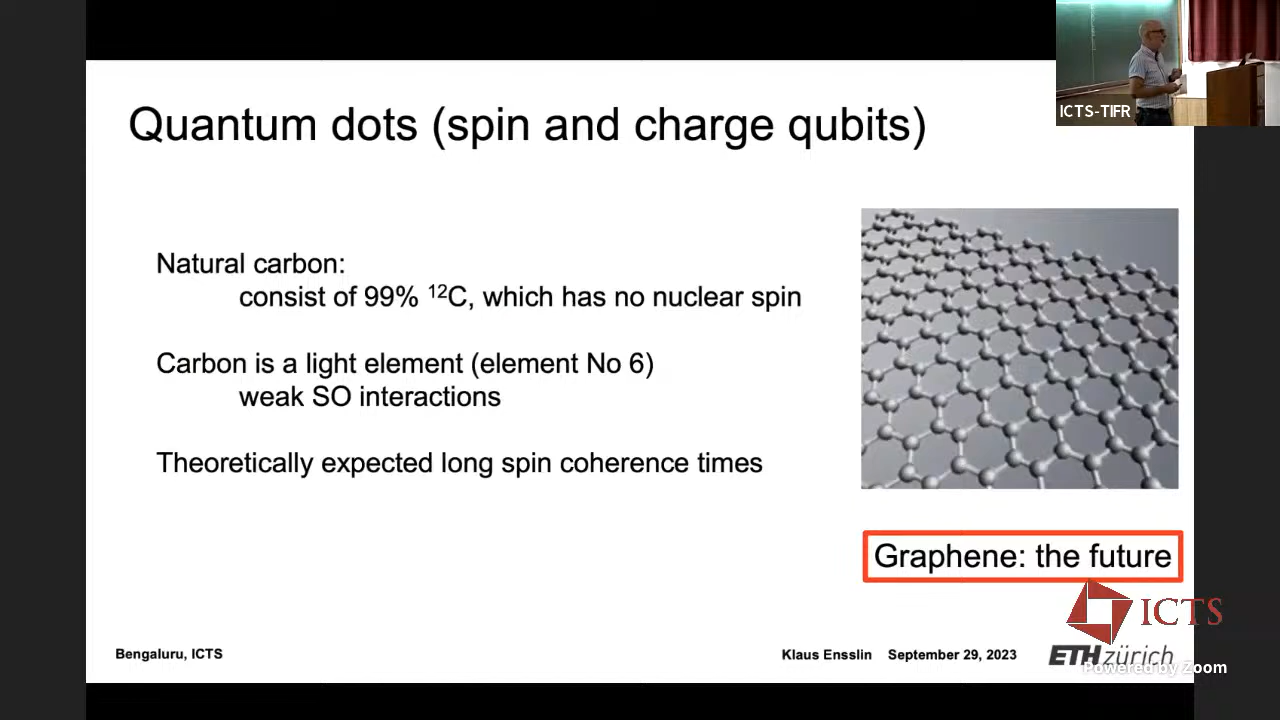 ICTS-TIFR
Quantum dots (spin and charge qubits)
Natural carbon:
consist of 99% ¹²C, which has no nuclear spin
Carbon is a light element (element No 6)
weak SO interactions
Theoretically expected long spin coherence times
Graphene: the future
ICTS
Bengaluru, ICTS
Klaus Ensslin September 29, 2023
ETH zürich
Powered by Zoom